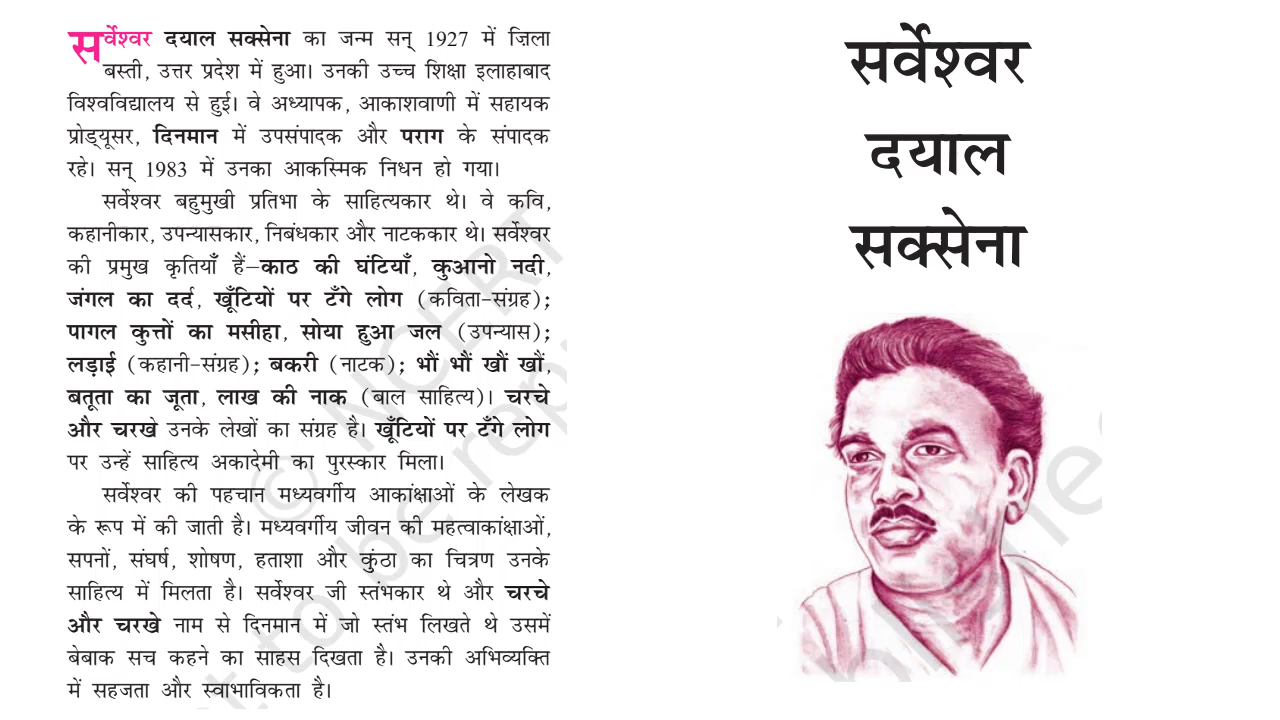 सर्वेश्वर दयाल सक्सेना का जन्म सन् 1927 में ज़िला
बस्ती, उत्तर प्रदेश में हुआ। उनकी उच्च शिक्षा इलाहाबाद
विश्वविद्यालय से हुई। वे अध्यापक, आकाशवाणी में सहायक
प्रोड्यूसर, दिनमान में उपसंपादक और पराग के संपादक
रहे। सन् 1983 में उनका आकस्मिक निधन हो गया।
सर्वेश्वर बहुमुखी प्रतिभा के साहित्यकार थे। वे कवि,
कहानीकार, उपन्यासकार, निबंधकार और नाटककार थे। सर्वेश्वर
की प्रमुख कृतियाँ हैं–काठ की घंटियाँ, कुआनो नदी,
जंगल का दर्द, खूँटियों पर टँगे लोग (कविता-संग्रह);
पागल कुत्तों का मसीहा, सोया हुआ जल (उपन्यास);
लड़ाई (कहानी-संग्रह); बकरी (नाटक); भौं भौं खौं खौं,
बतूता का जूता, लाख की नाक (बाल साहित्य)। चरचे
और चरखे उनके लेखों का संग्रह है। खूँटियों पर टँगे लोग
पर उन्हें साहित्य अकादेमी का पुरस्कार मिला।
सर्वेश्वर की पहचान मध्यवर्गीय आकांक्षाओं के लेखक
के रूप में की जाती है। मध्यवर्गीय जीवन की महत्वाकांक्षाओं,
सपनों, संघर्ष, शोषण, हताशा और कुंठा का चित्रण उनके
साहित्य में मिलता है। सर्वेश्वर जी स्तंभकार थे और चरचे
और चरखे नाम से दिनमान में जो स्तंभ लिखते थे उसमें
बेबाक सच कहने का साहस दिखता है। उनकी अभिव्यक्ति
में सहजता और स्वाभाविकता है।
सर्वेश्वर
दयाल
सक्सेना
© NCERT